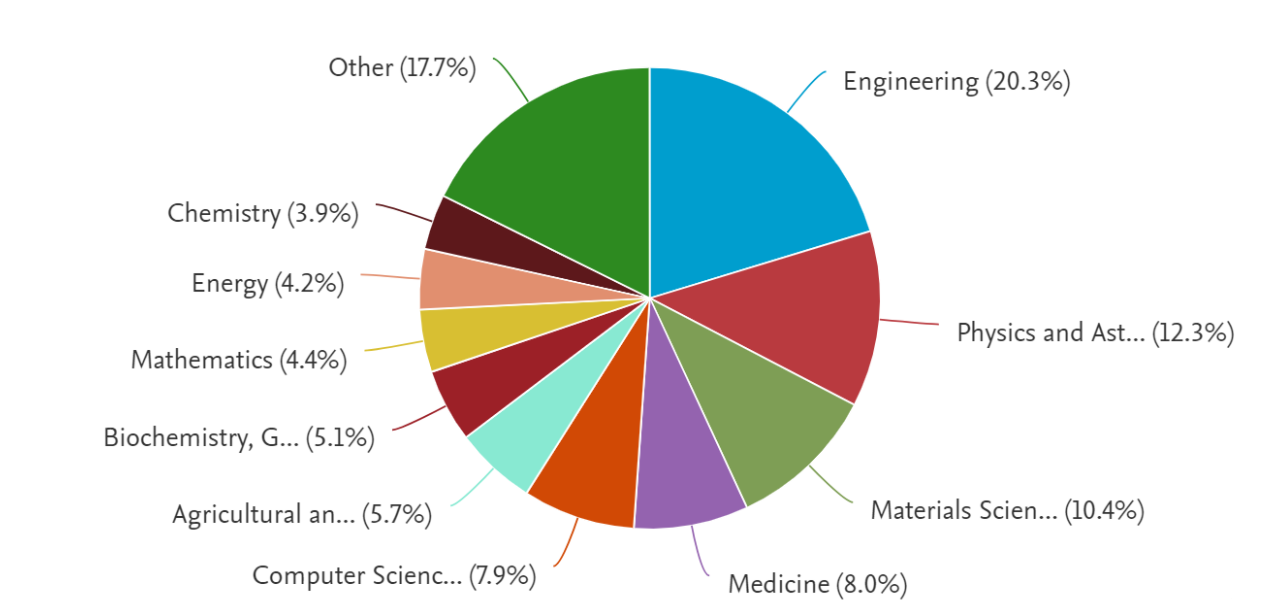 Other (17.7%)
Engineering (20.3%)
Chemistry (3.9%)
Energy (4.2%)
Physics and Ast... (12.3%)
Mathematics (4.4%)
Biochemistry, G... (5.1%)
Agricultural an... (5.7%)
Materials Scien... (10.4%)
Computer Scienc... (7.9%)
Medicine (8.0%)